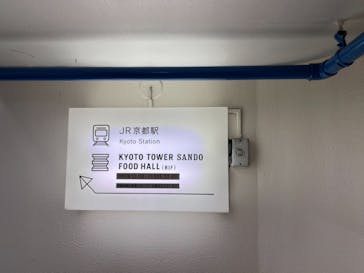 JR京都駅
Kyoto Station
KYOTO TOWER SANDO
FOOD HALL (B1F)